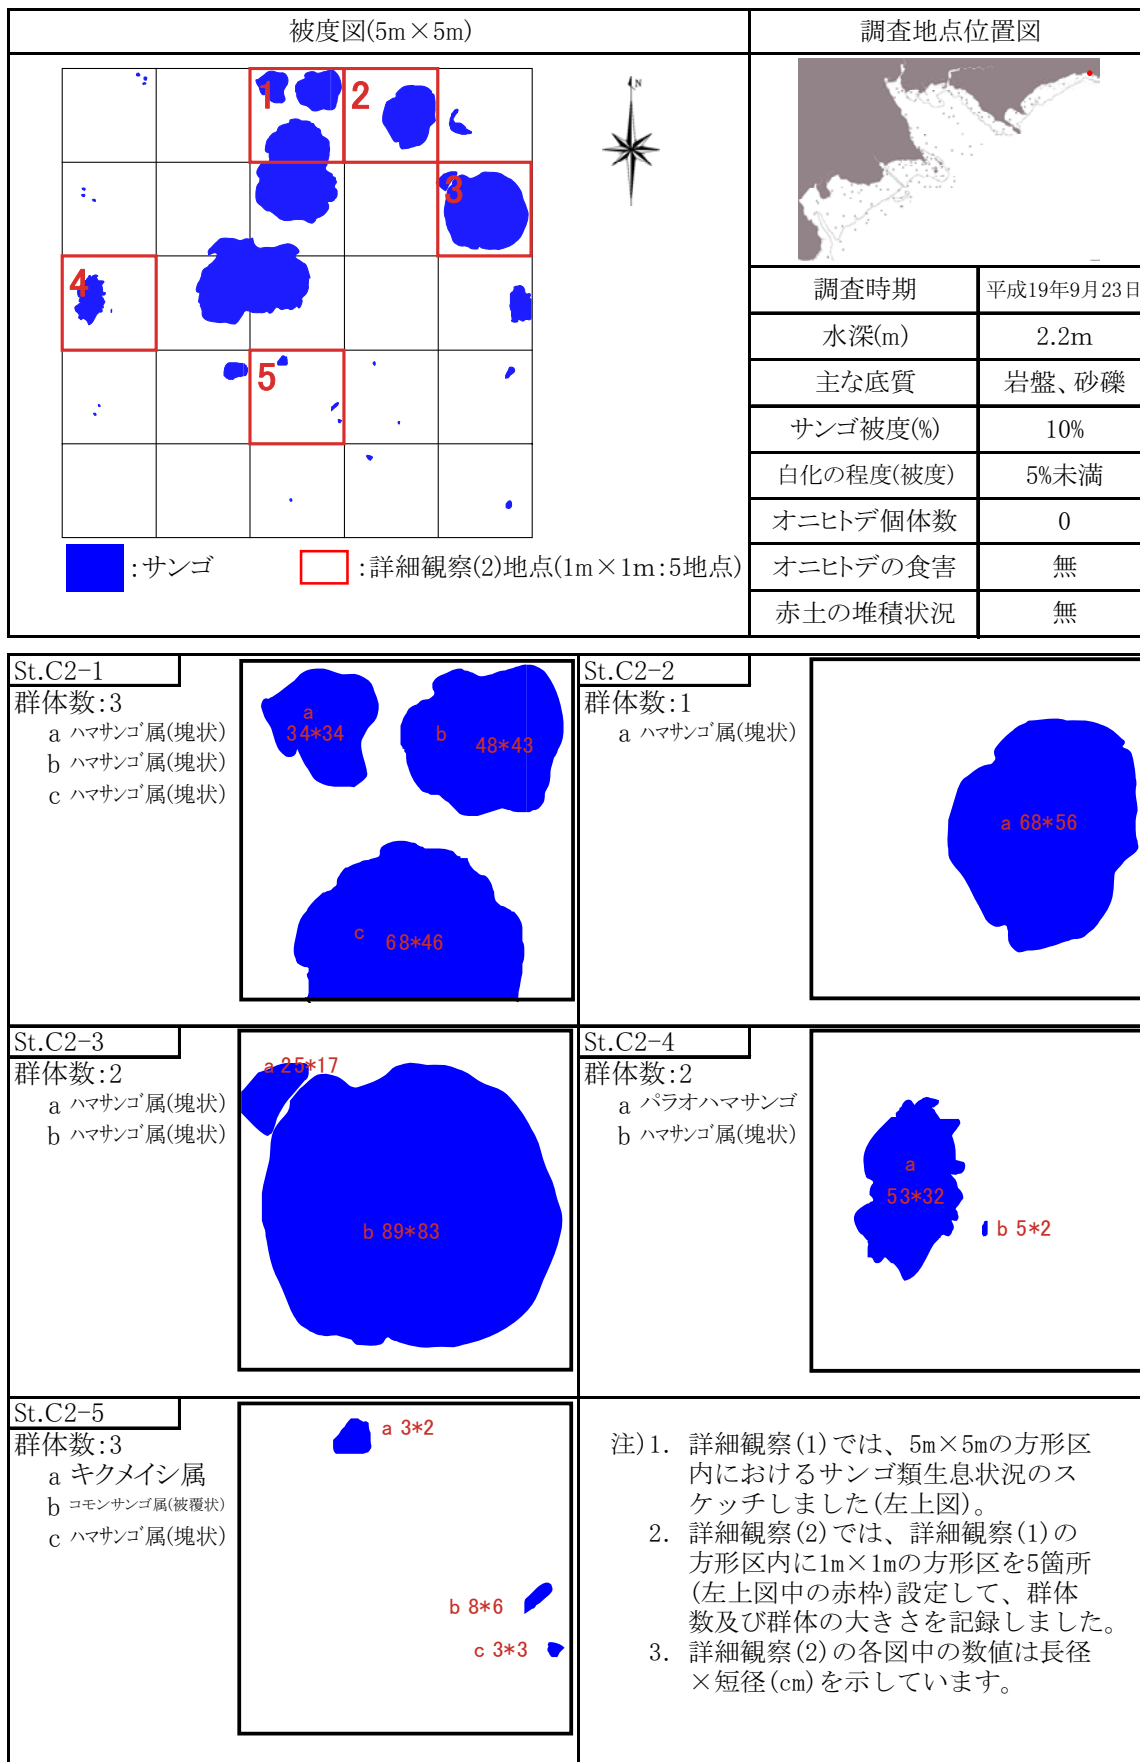 被度図(5m×5m)
調査地点位置図
N
1
2
3
4
5
:サンゴ
:詳細観察(2)地点(1m×1m:5地点)
調査時期 平成19年9月23日
水深(m) 2.2m
主な底質 岩盤、砂礫
サンゴ被度(%) 10%
白化の程度(被度) 5%未満
オニヒトデ個体数 0
オニヒトデの食害 無
赤土の堆積状況 無
St.C2-1
群体数:3
a ハマサンゴ属(塊状)
b ハマサンゴ属(塊状)
c ハマサンゴ属(塊状)
a
34*34
b 48*43
c 68*46
St.C2-2
群体数:1
a ハマサンゴ属(塊状)
a 68*56
St.C2-3
群体数:2
a ハマサンゴ属(塊状)
b ハマサンゴ属(塊状)
a 25*17
b 89*83
St.C2-4
群体数:2
a パラオハマサンゴ
b ハマサンゴ属(塊状)
a
53*32
b 5*2
St.C2-5
群体数:3
a キクメイシ属
b コモンサンゴ属(被覆状)
c ハマサンゴ属(塊状)
a 3*2
b 8*6
c 3*3
注)1. 詳細観察(1)では、5m×5mの方形区
内におけるサンゴ類生息状況のス
ケッチしました(左上図)。
2. 詳細観察(2)では、詳細観察(1)の
方形区内に1m×1mの方形区を5箇所
(左上図中の赤枠)設定して、群体
数及び群体の大きさを記録しました。
3. 詳細観察(2)の各図中の数値は長径
×短径(cm)を示しています。